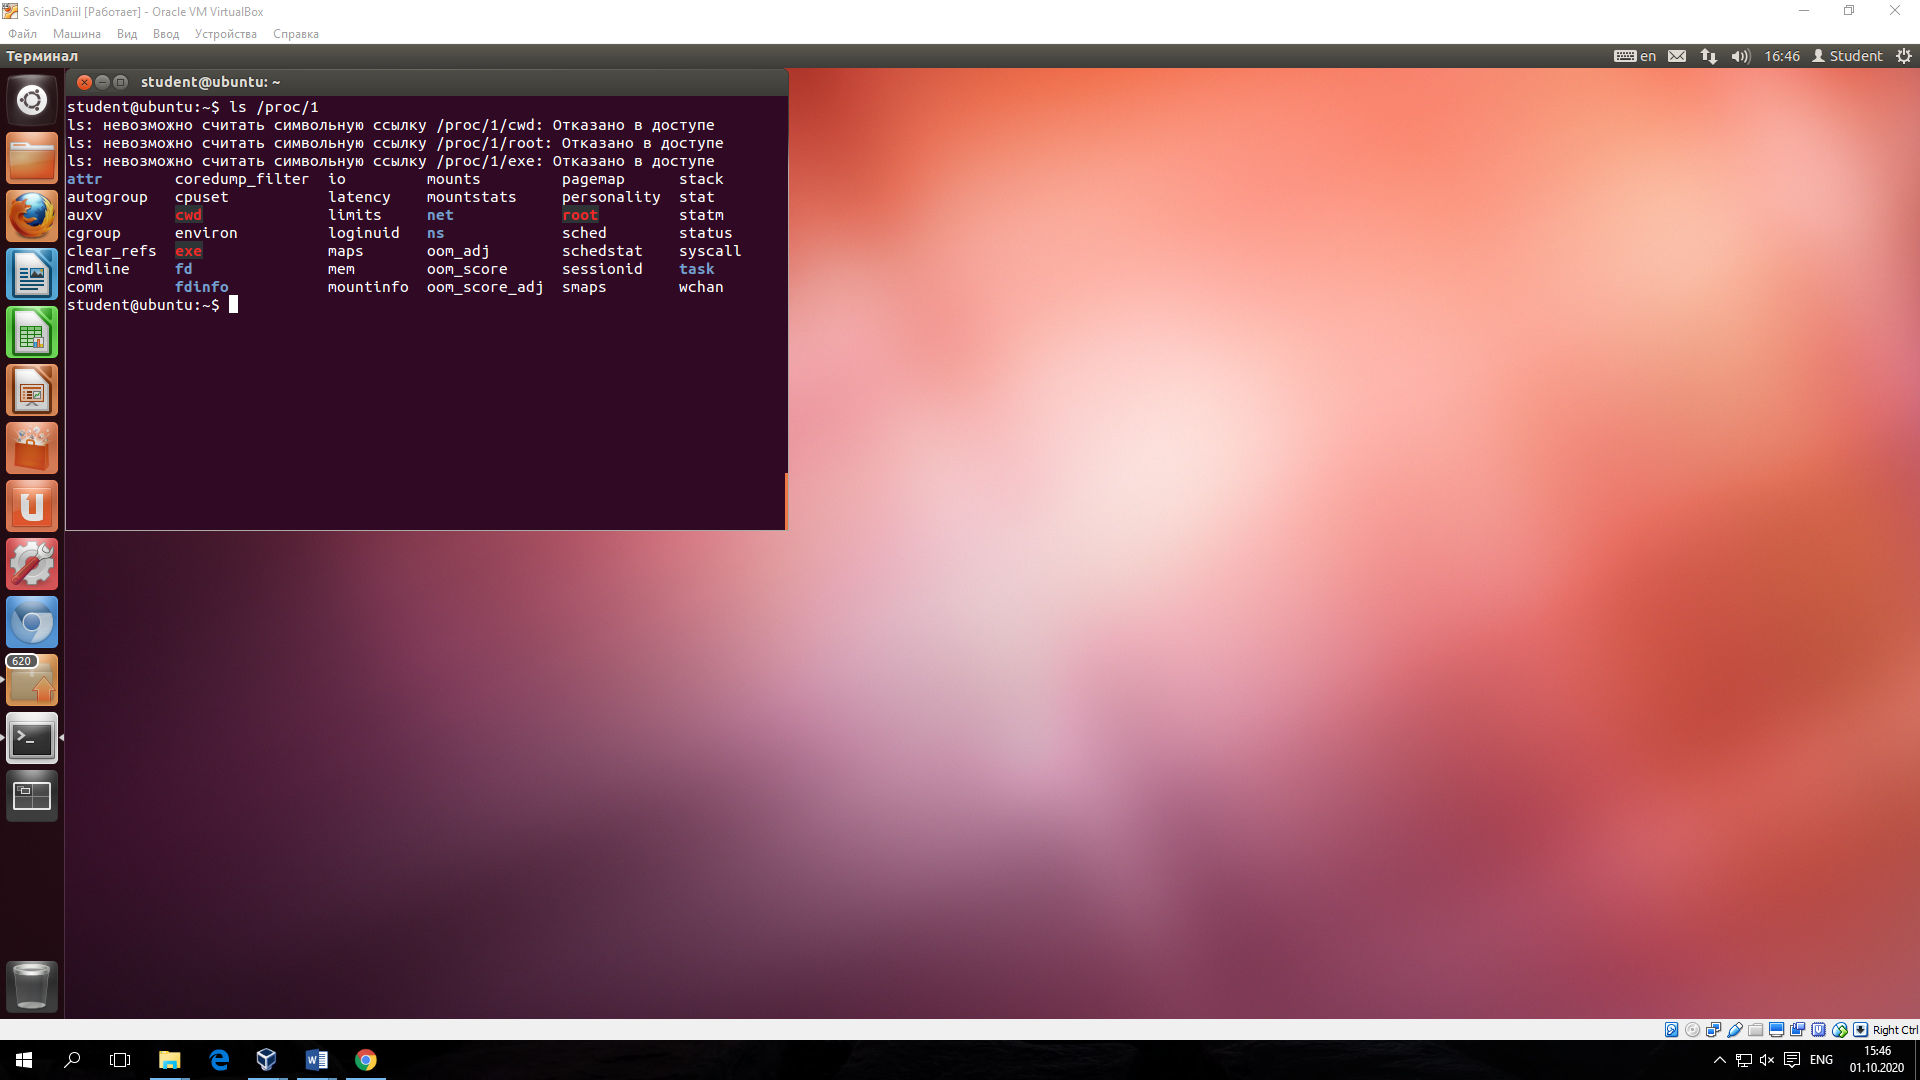 SavinDaniil [Работает] - Oracle VM VirtualBox
Файл Машина Вид Ввод Устройства Справка
Терминал en 16:46 Student
student@ubuntu: ~
student@ubuntu:~$ ls /proc/1
ls: невозможно считать символьную ссылку /proc/1/cwd: Отказано в доступе
ls: невозможно считать символьную ссылку /proc/1/root: Отказано в доступе
ls: невозможно считать символьную ссылку /proc/1/exe: Отказано в доступе
attr coredump_filter io mounts pagemap stack
autogroup cpuset latency mountstats personality stat
auxv cwd limits net root statm
cgroup environ loginuid ns sched status
clear_refs exe maps oom_adj schedstat syscall
cmdline fd mem oom_score sessionid task
comm fdinfo mountinfo oom_score_adj smaps wchan
student@ubuntu:~$
620
Right Ctrl
ENG
15:46
01.10.2020